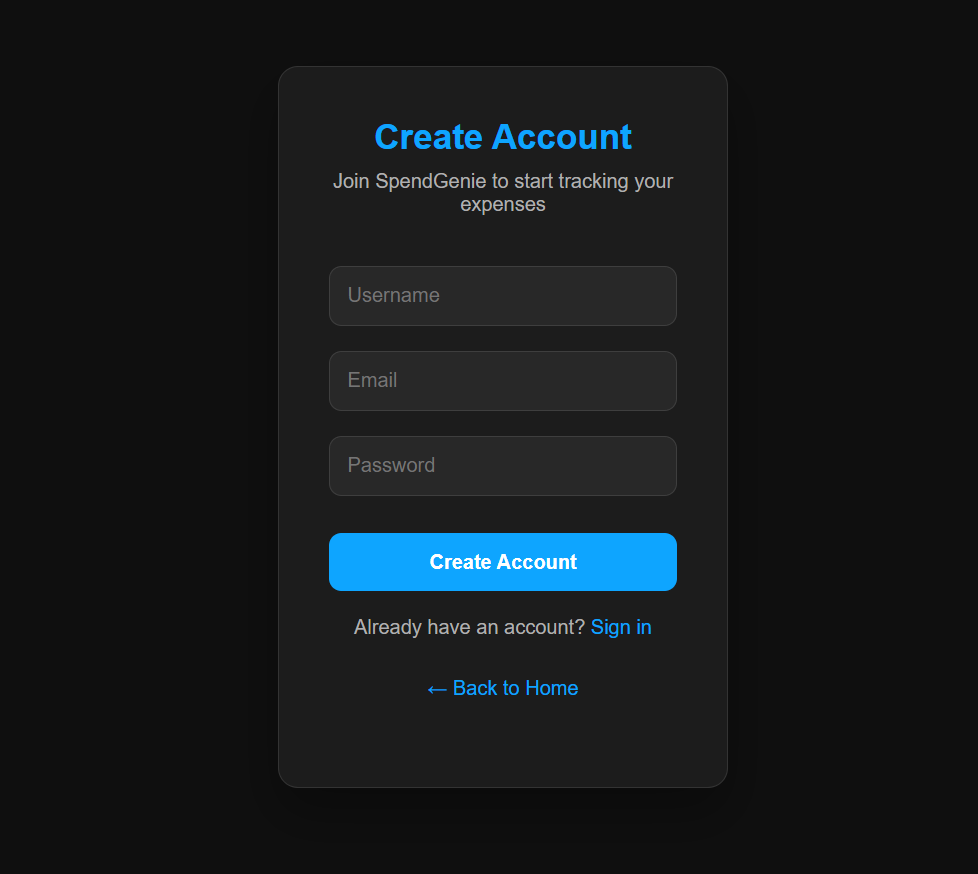 Create Account
Join SpendGenie to start tracking your
expenses
Username
Email
Password
Create Account
Already have an account? Sign in
← Back to Home